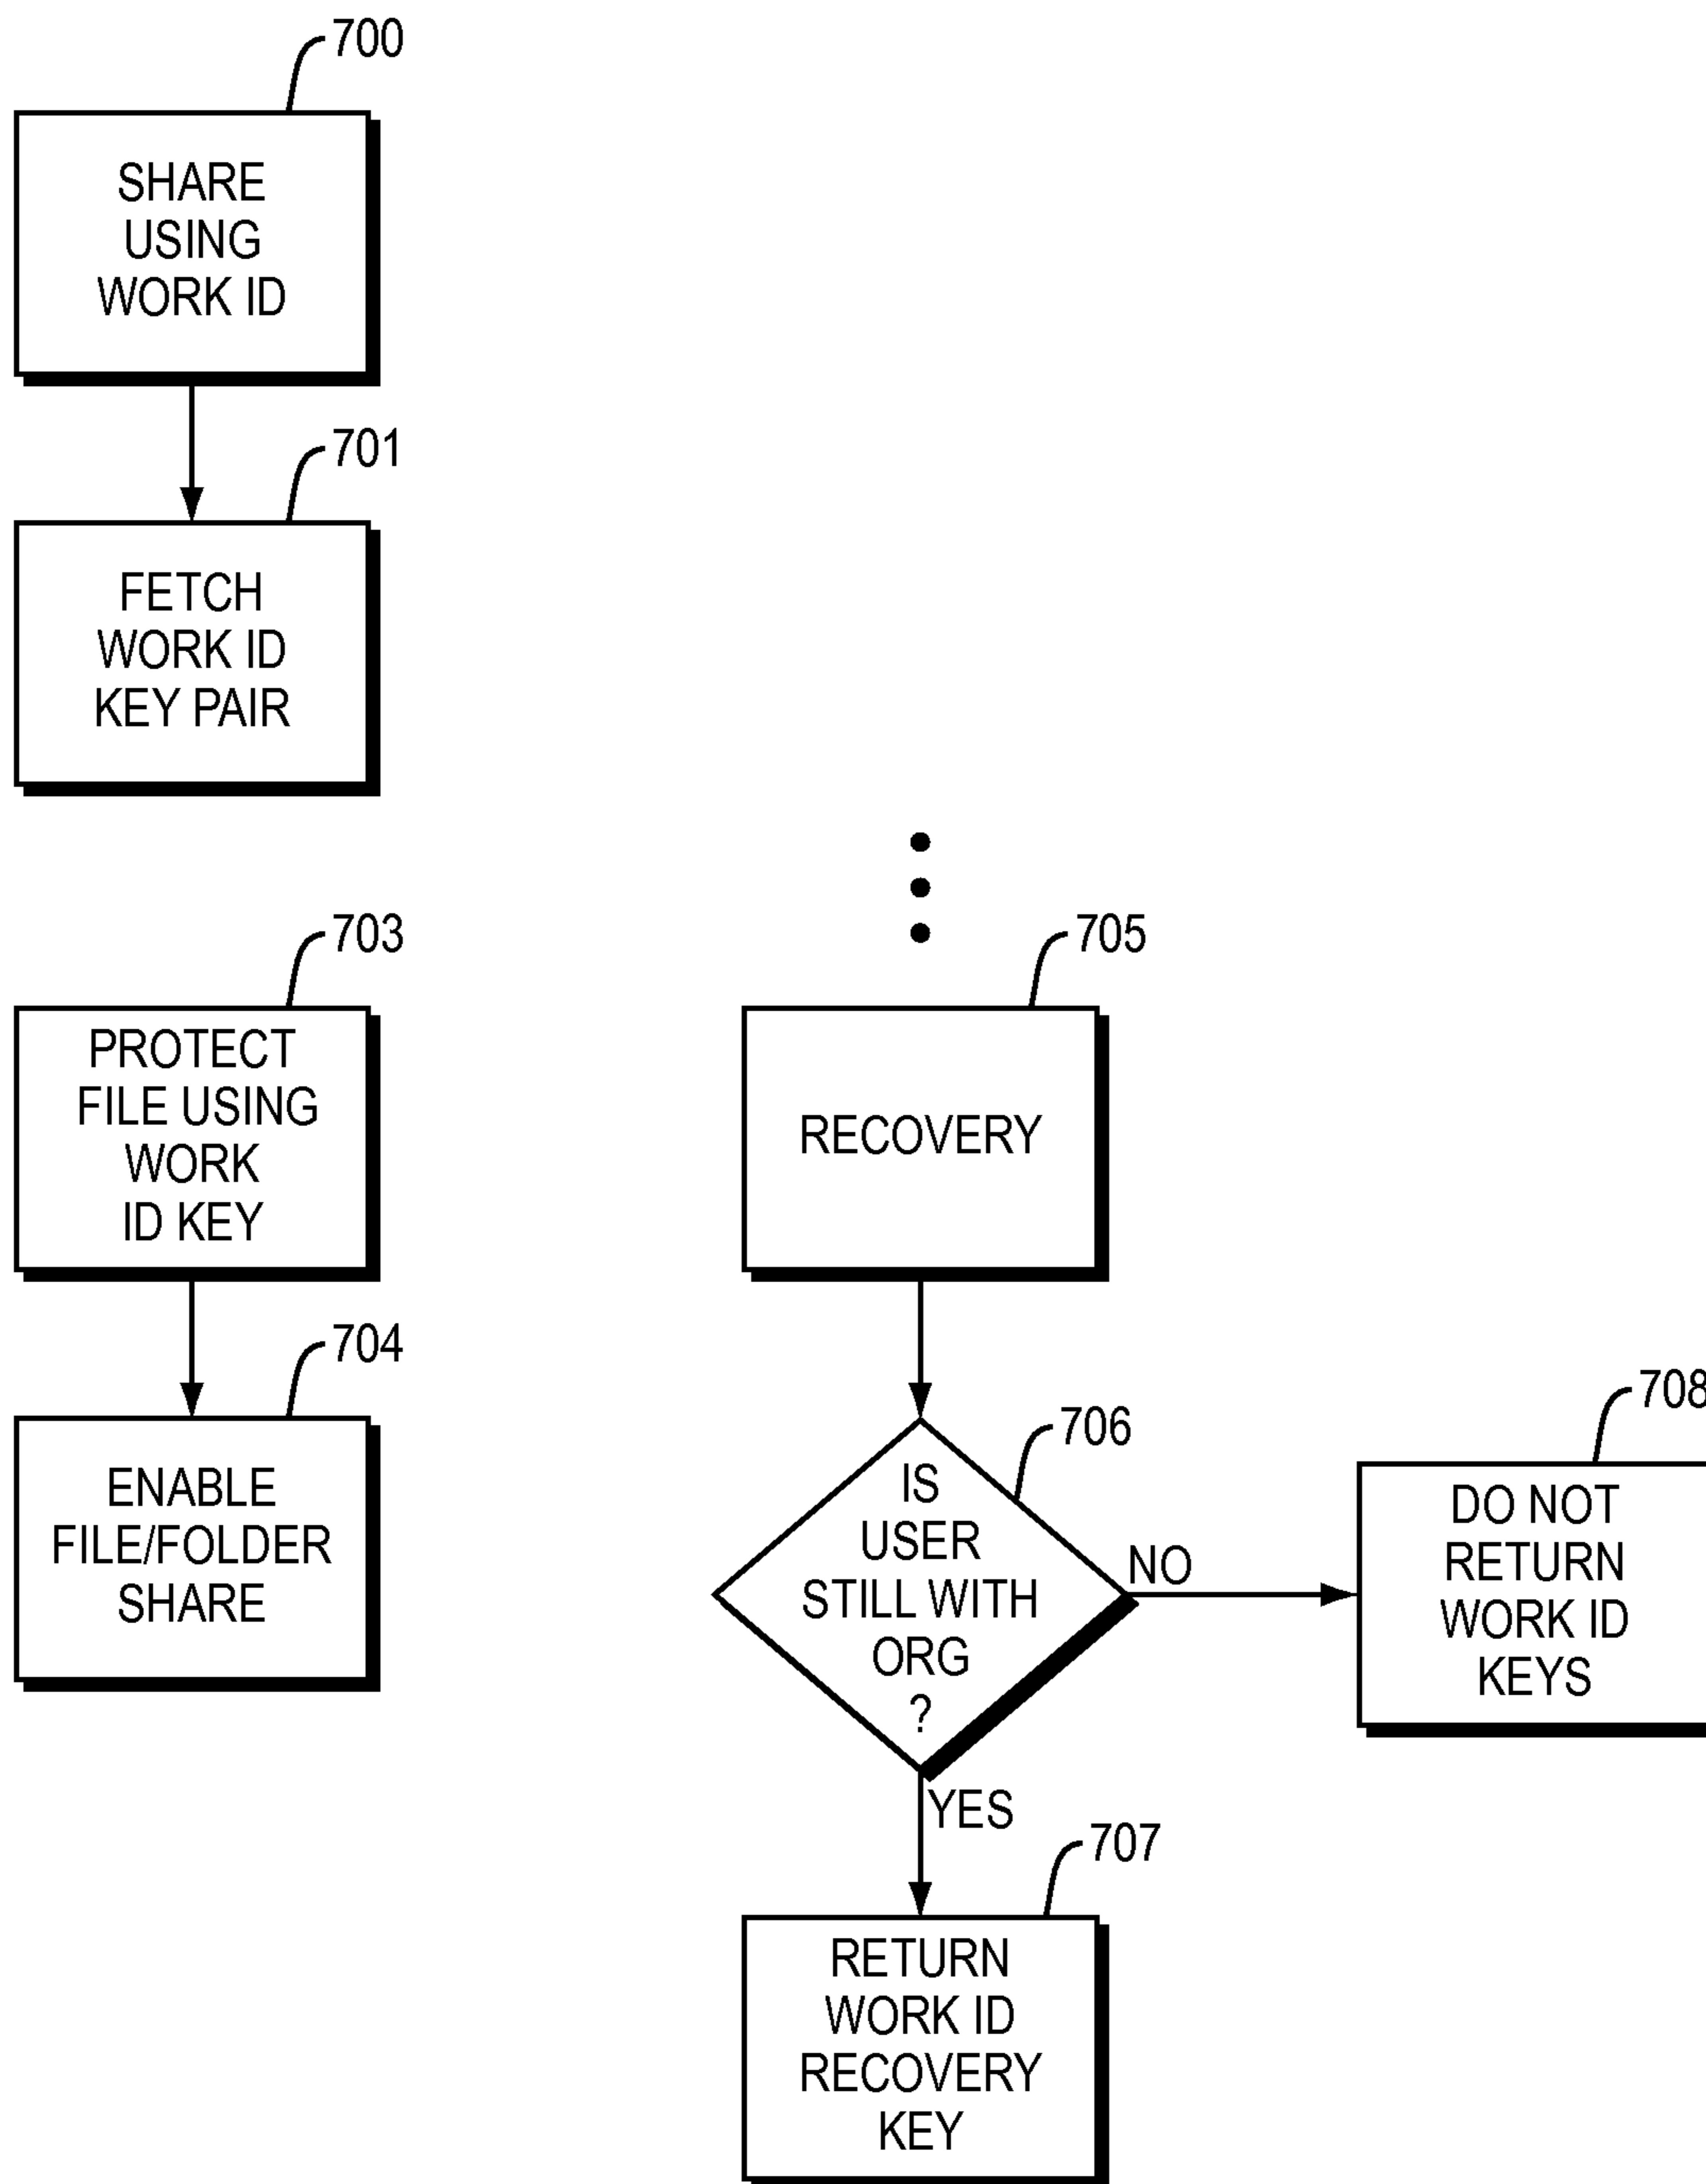 700
SHARE
USING
WORK ID
701
FETCH
WORK ID
KEY PAIR
703
PROTECT
FILE USING
WORK
ID KEY
704
ENABLE
FILE/FOLDER
SHARE
705
RECOVERY
706
IS
USER
STILL WITH
ORG
?
NO
YES
708
DO NOT
RETURN
WORK ID
KEYS
707
RETURN
WORK ID
RECOVERY
KEY